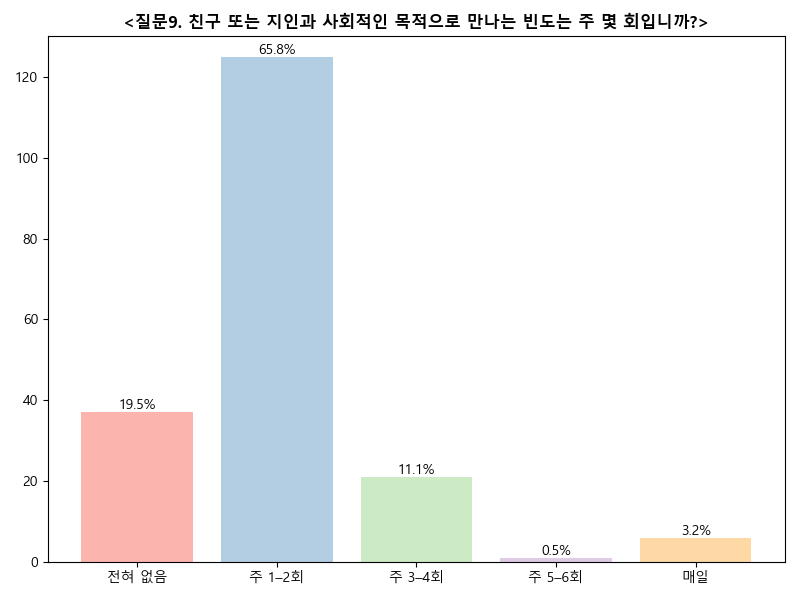 <질문9. 친구 또는 지인과 사회적인 목적으로 만나는 빈도는 주 몇 회입니까?>
120
100
80
60
40
20
0
19.5%
65.8%
11.1%
0.5%
3.2%
전혀 없음
주 1–2회
주 3–4회
주 5–6회
매일